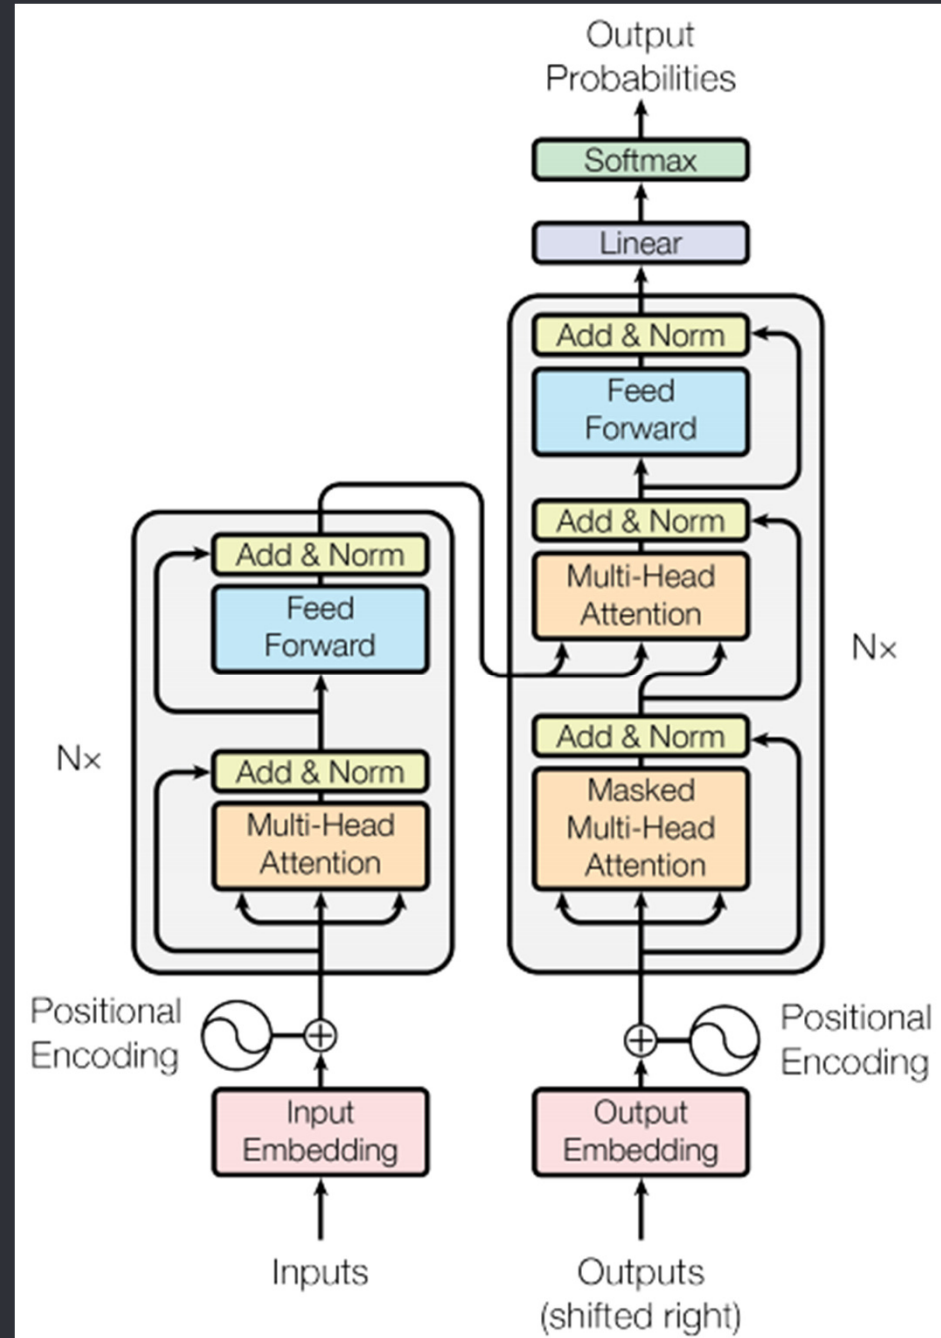 Output
Probabilities
Softmax
Linear
Add & Norm
Feed
Forward
Add & Norm
Multi-Head
Attention
Nx
Add & Norm
Masked
Multi-Head
Attention
Add & Norm
Feed
Forward
Nx
Add & Norm
Multi-Head
Attention
Positional
Encoding
Input
Embedding
Inputs
Positional
Encoding
Output
Embedding
Outputs
(shifted right)